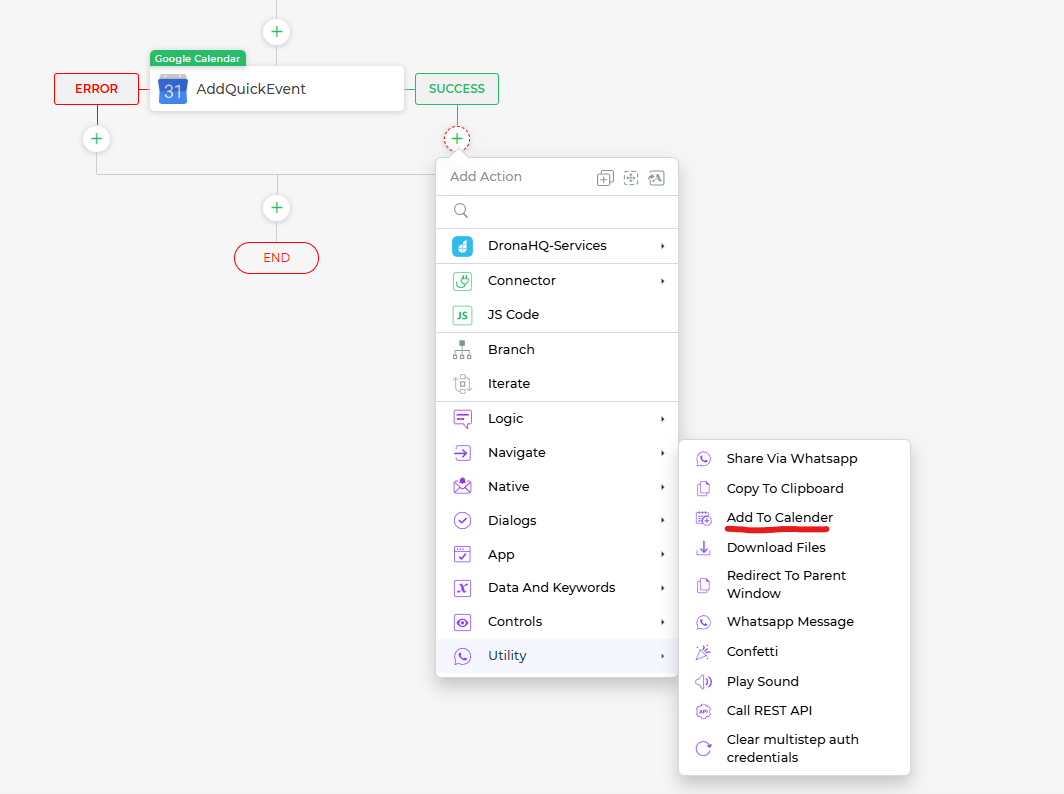 Google Calendar
ERROR
31
AddQuickEvent
SUCCESS
Add Action
DronaHQ-Services
Connector
JS
JS Code
Branch
Iterate
Logic
Navigate
Native
Dialogs
App
Data And Keywords
Controls
Utility
END
Share Via Whatsapp
Copy To Clipboard
Add To Calender
Download Files
Redirect To Parent
Window
Whatsapp Message
Confetti
Play Sound
API
Call REST API
Clear multistep auth
credentials